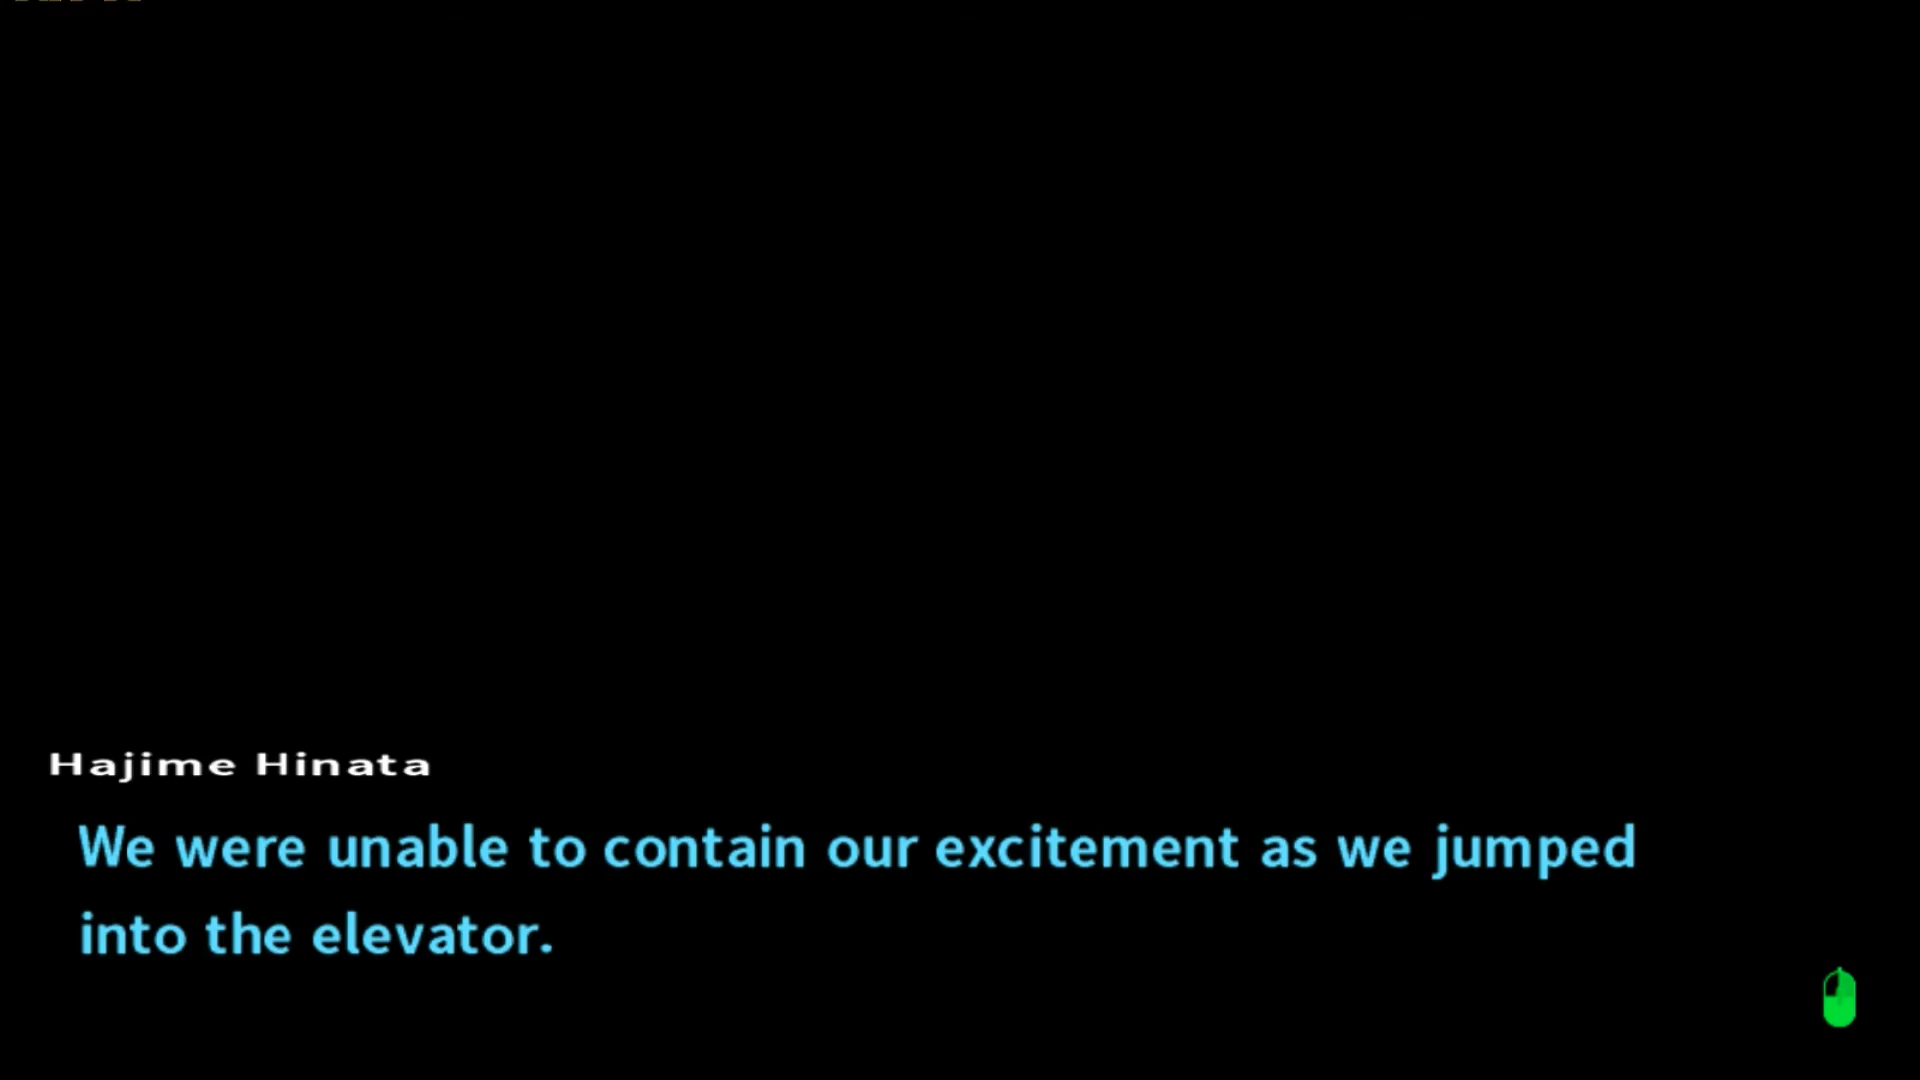 Hajime Hinata
We were unable to contain our excitement as we jumped
into the elevator.